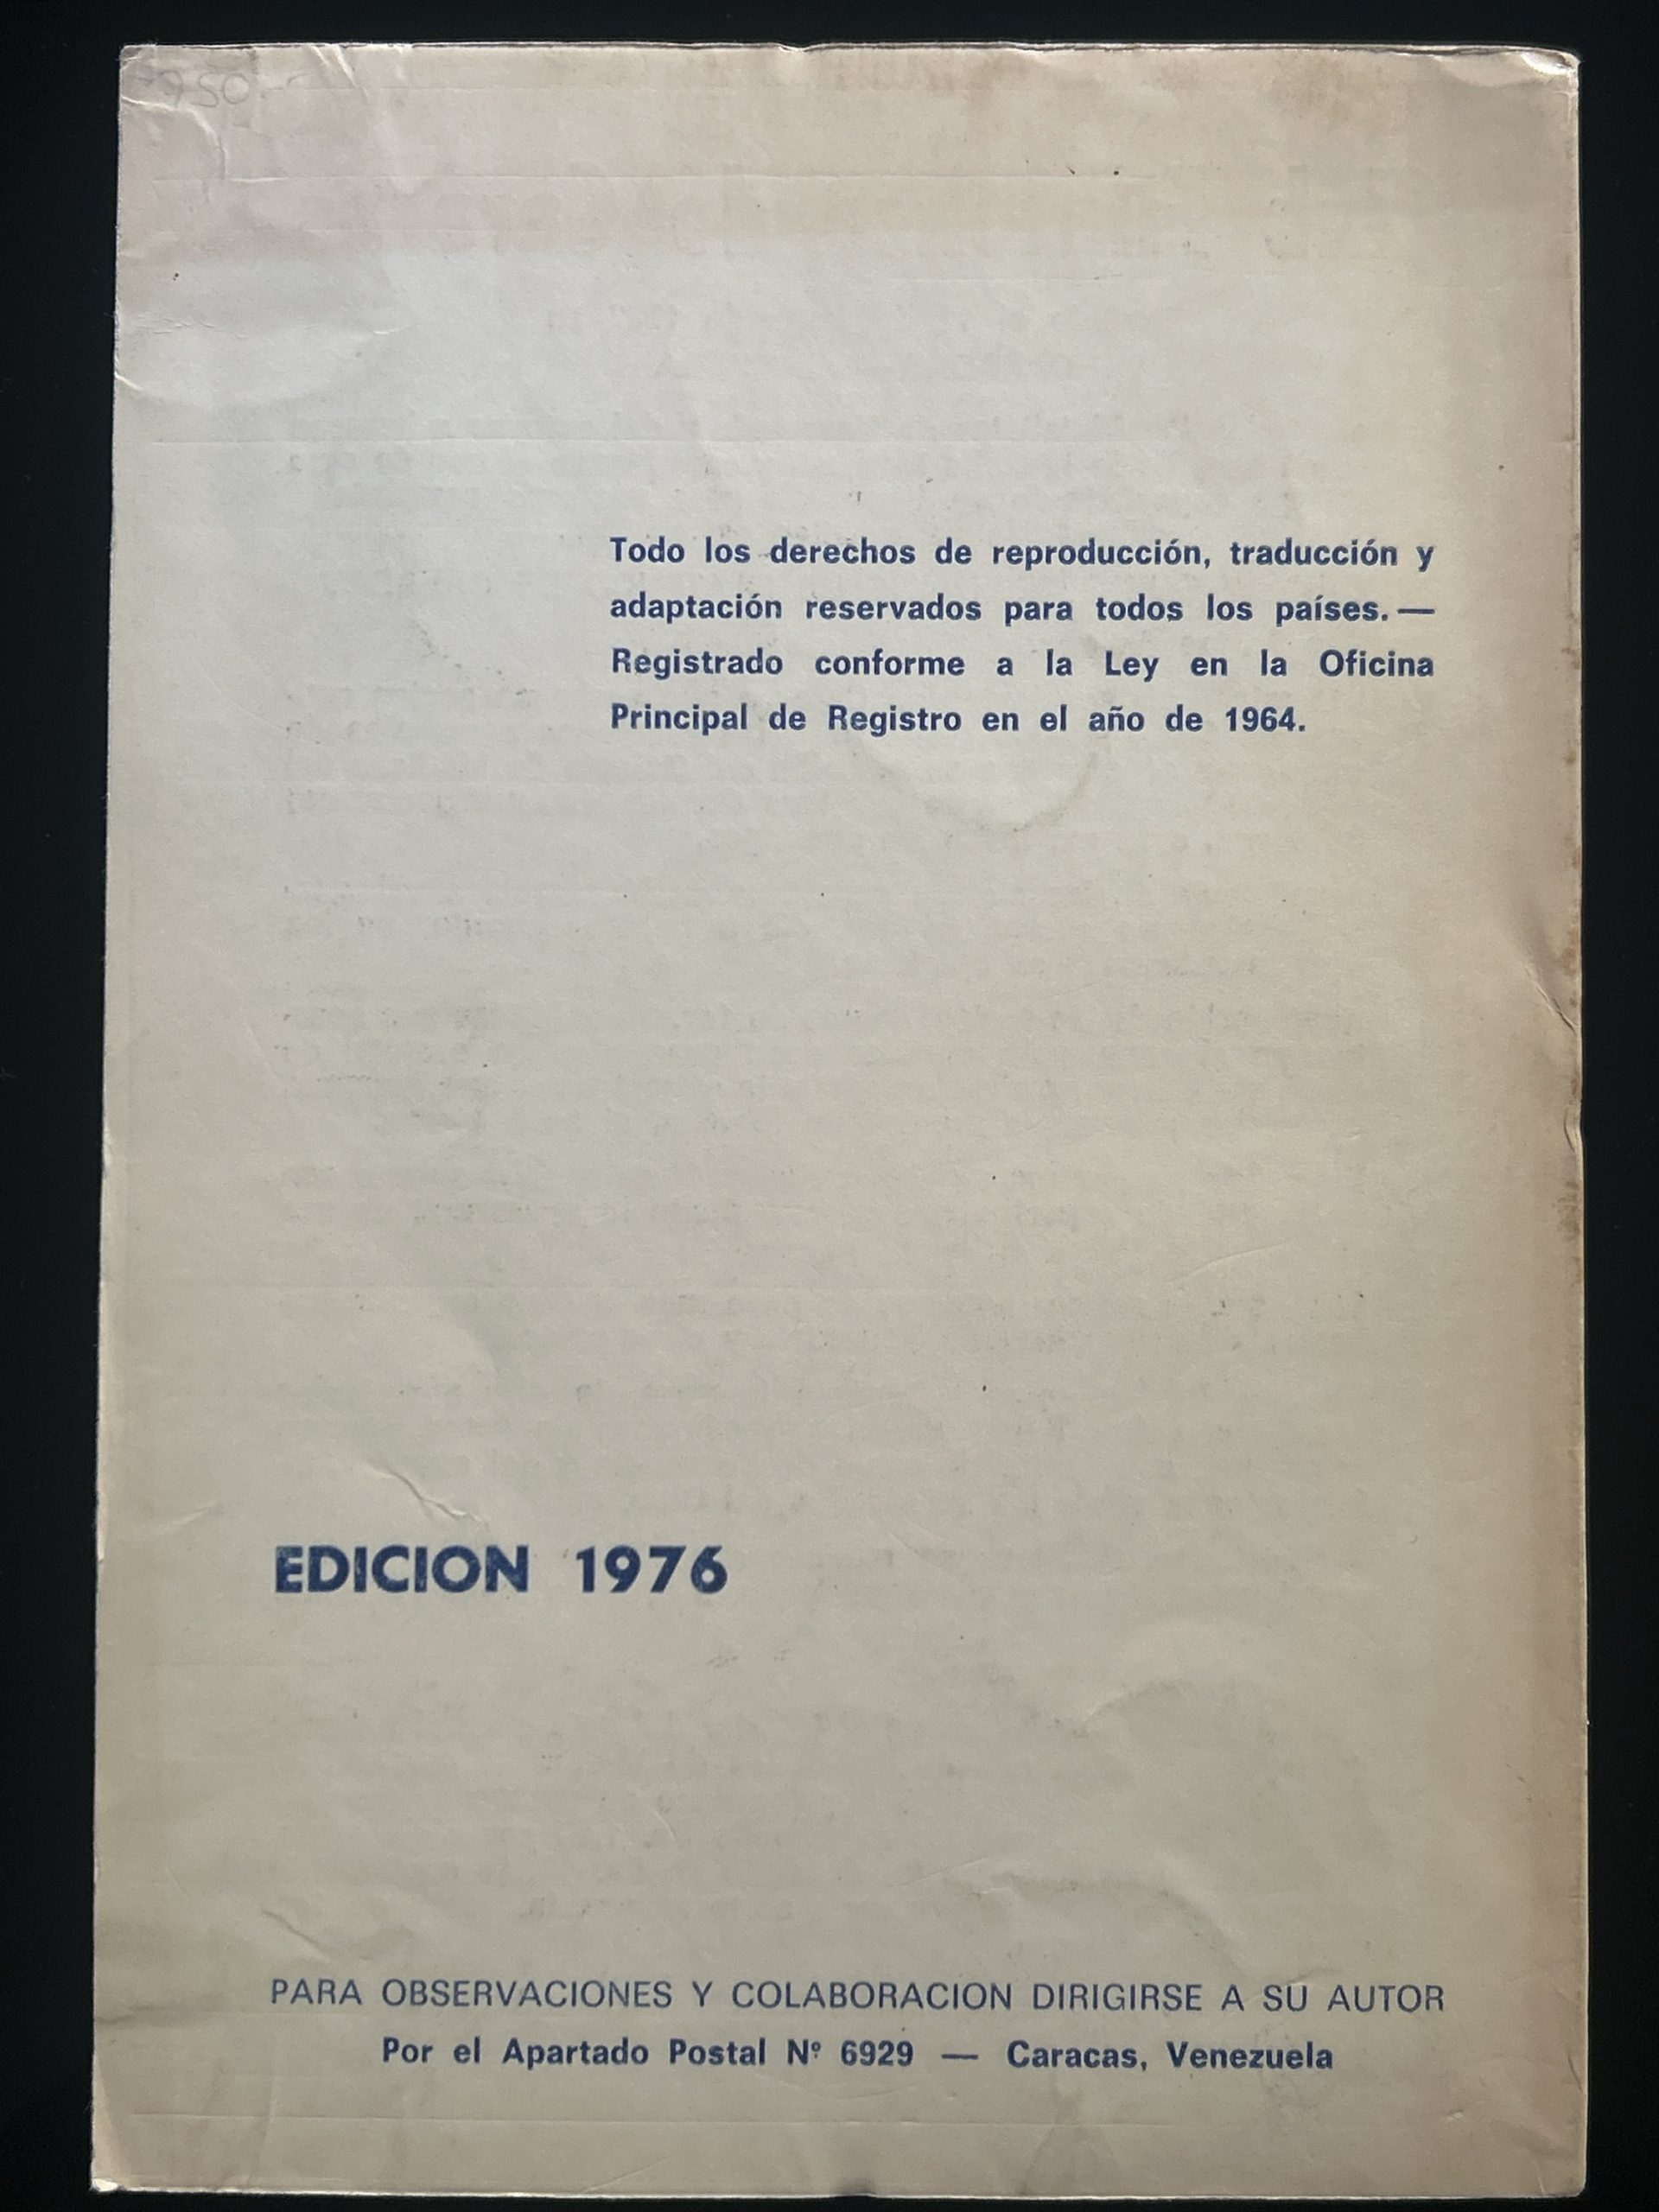 750.--
Todo los derechos de reproducción, traducción y
adaptación reservados para todos los países.—
Registrado conforme a la Ley en la Oficina
Principal de Registro en el año de 1964.
EDICION 1976
PARA OBSERVACIONES Y COLABORACION DIRIGIRSE A SU AUTOR
Por el Apartado Postal Nº 6929 — Caracas, Venezuela